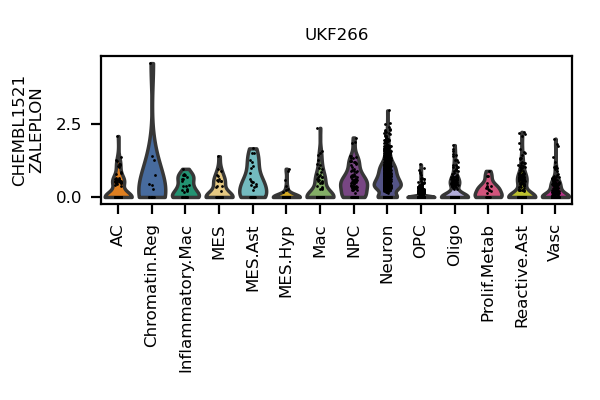 UKF266
CHEMBL1521
ZALEPLON
2.5
0.0
AC
Chromatin.Reg
Inflammatory.Mac
MES
MES.Ast
MES.Hyp
Mac
NPC
Neuron
OPC
Oligo
Prolif.Metab
Reactive.Ast
Vasc